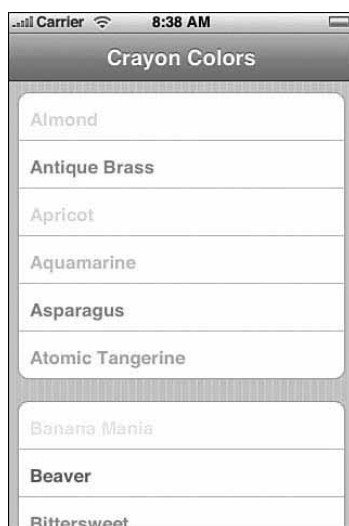 Carrier 8:38 AM
Crayon Colors
Almond
Antique Brass
Apricot
Aquamarine
Asparagus
Atomic Tangerine
Banana Mania
Beaver
Bittersweet